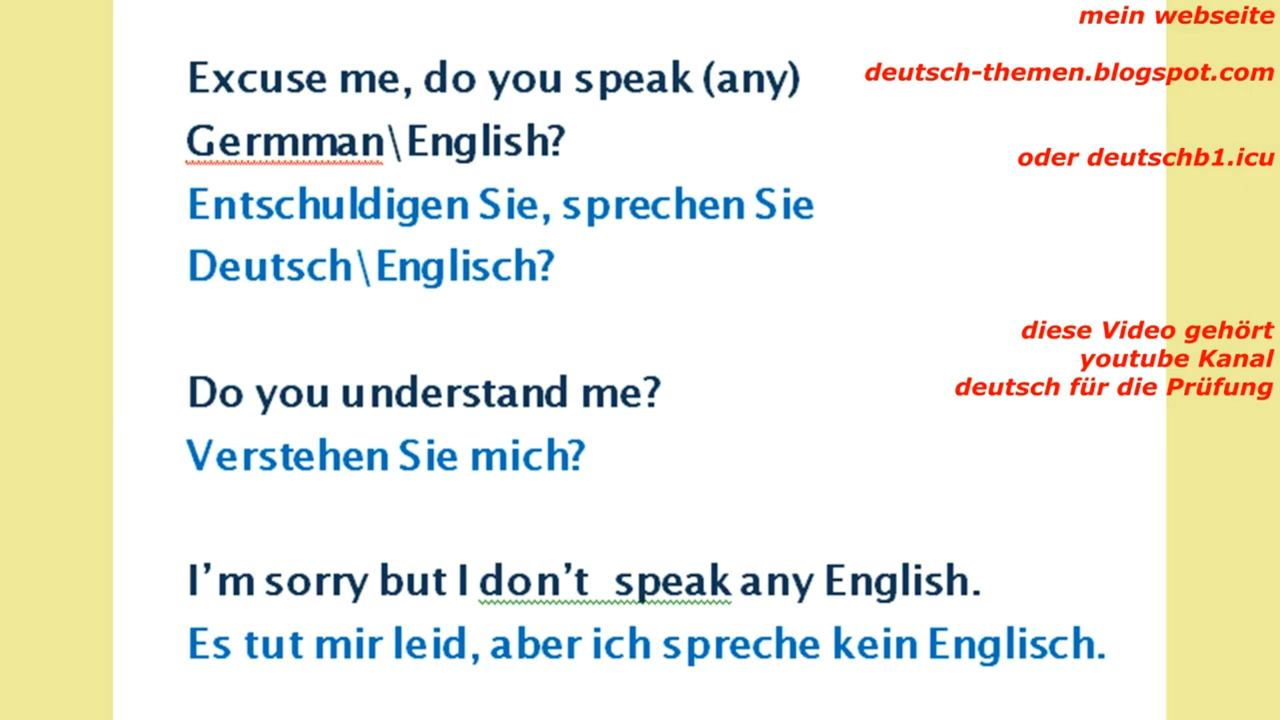 mein webseite
Excuse me, do you speak (any)
deutsch-themen.blogspot.com
Germman\English?
oder deutschb1.icu
Entschuldigen Sie, sprechen Sie
Deutsch\Englisch?
diese Video gehört
youtube Kanal
deutsch für die Prüfung
Do you understand me?
Verstehen Sie mich?
I'm sorry but I don't speak any English.
Es tut mir leid, aber ich spreche kein Englisch.